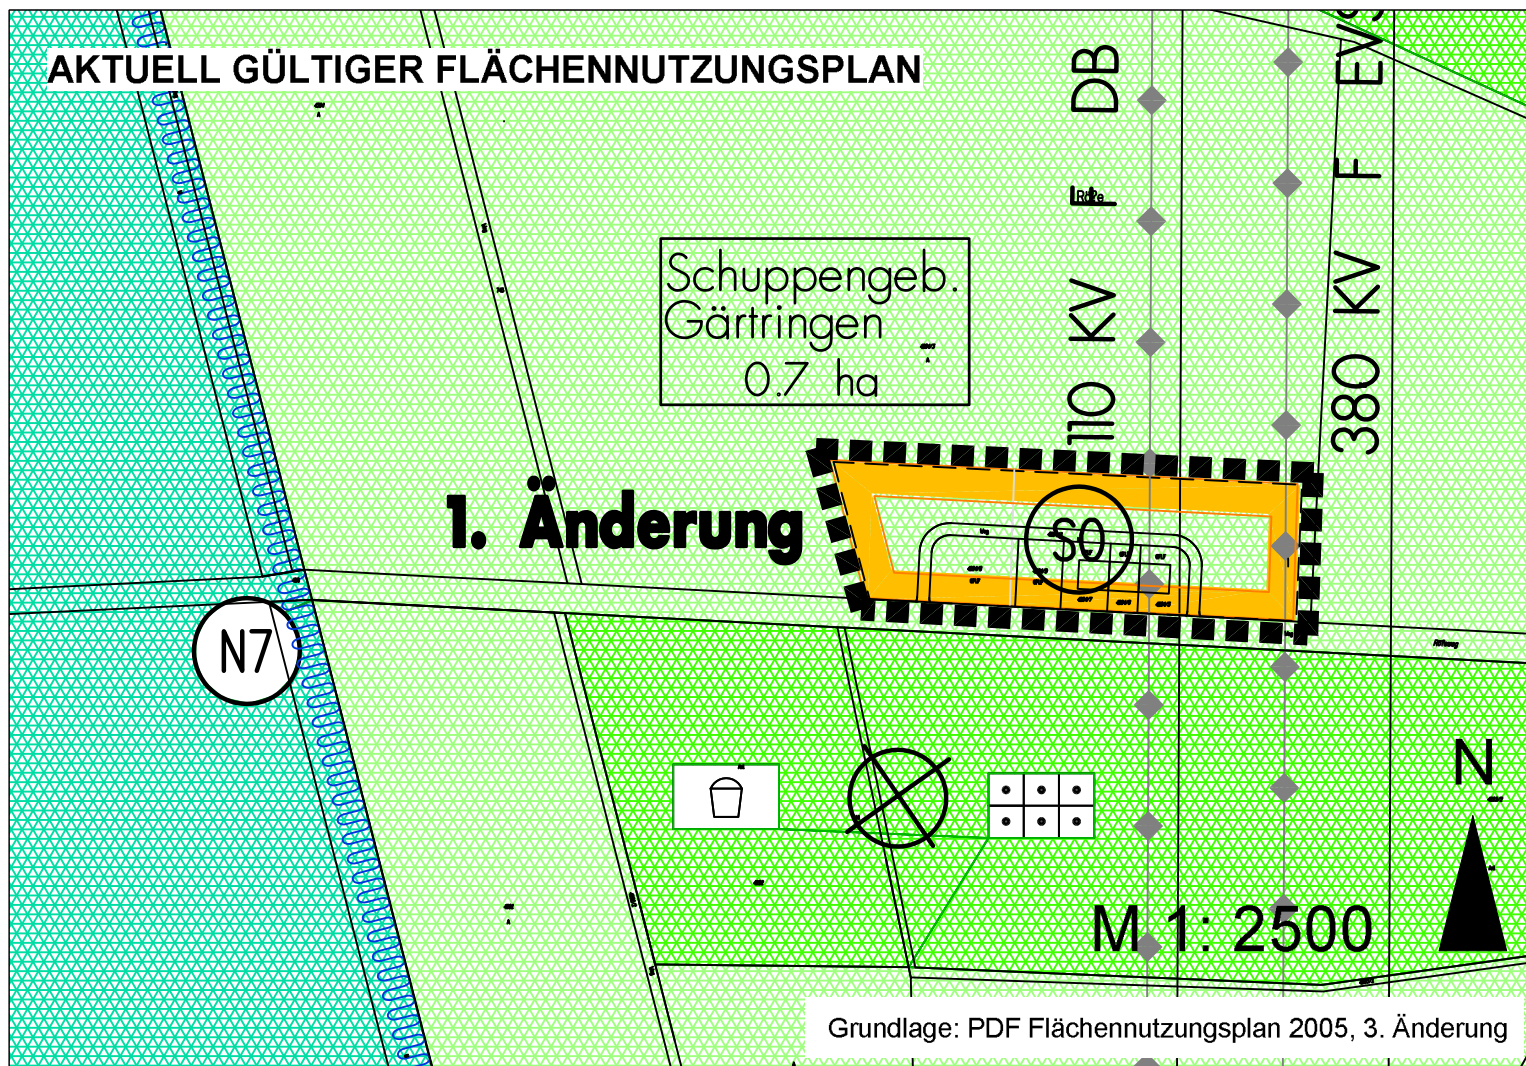 AKTUELL GÜLTIGER FLÄCHENNUTZUNGSPLAN
110 KV F DB
380 KV F EVS
Schuppengeb.
Gärtringen
0.7 ha
1. Änderung
SO
N7
N
M 1: 2500
Grundlage: PDF Flächennutzungsplan 2005, 3. Änderung